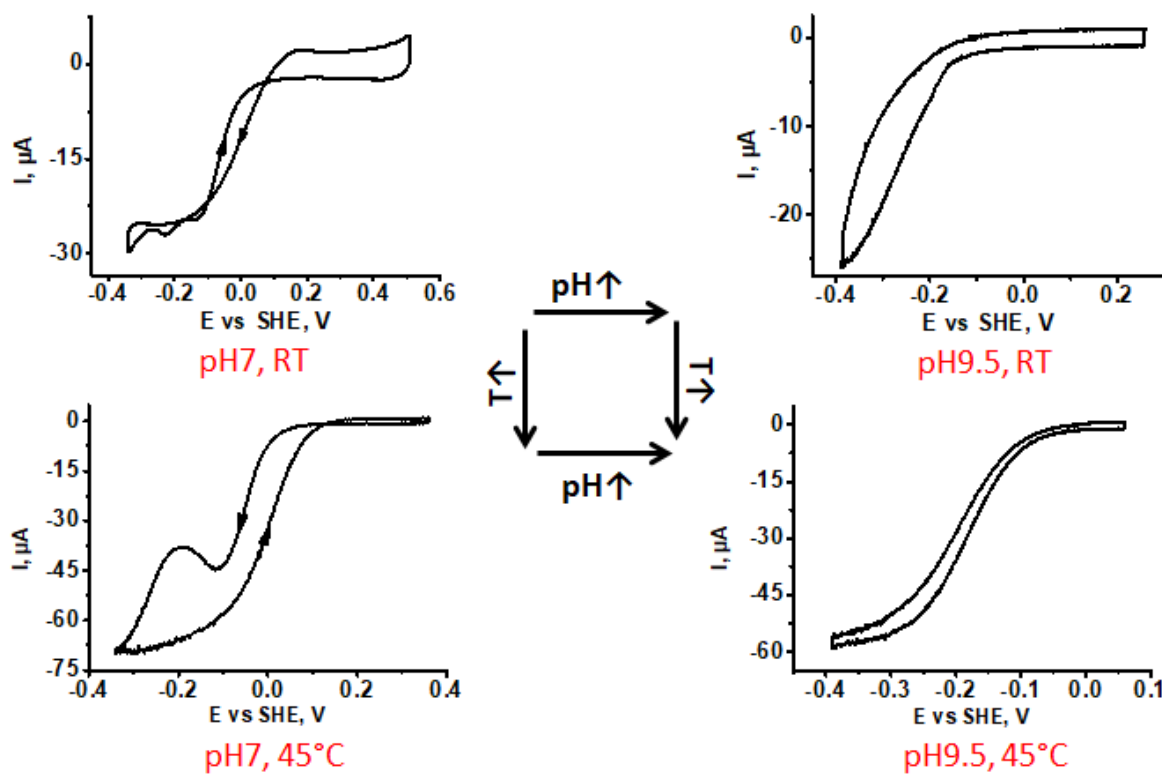 0
-15
-30
I, µA
-0.4 -0.2 0.0 0.2 0.4 0.6
E vs SHE, V
pH7, RT
0
-10
-20
I, µA
-0.4 -0.2 0.0 0.2
E vs SHE, V
pH9.5, RT
pH↑
T↑
T↑
pH↑
0
-15
-30
-45
-60
-75
I, µA
-0.4 -0.2 0.0 0.2 0.4
E vs SHE, V
pH7, 45°C
0
-15
-30
-45
-60
I, µA
-0.4 -0.3 -0.2 -0.1 0.0 0.1
E vs SHE, V
pH9.5, 45°C